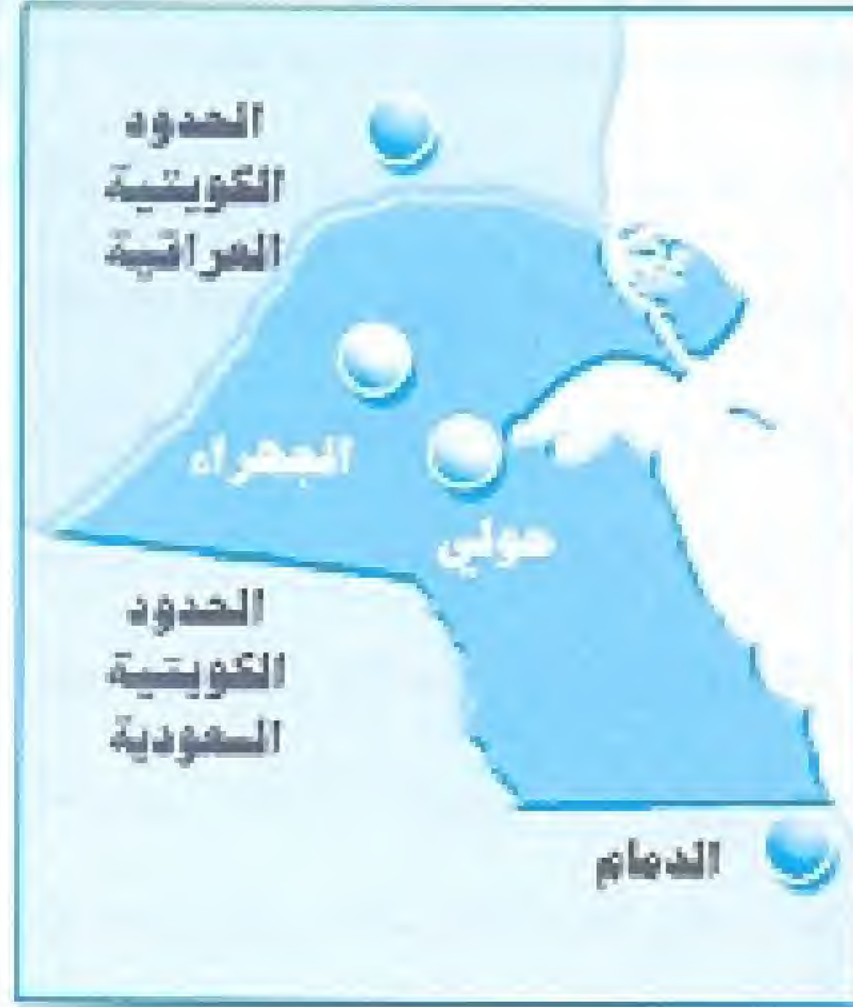 الحدود
الكويتية
العراقية
الجهراء
حولي
الحدود
الكويتية
السعودية
الدمام